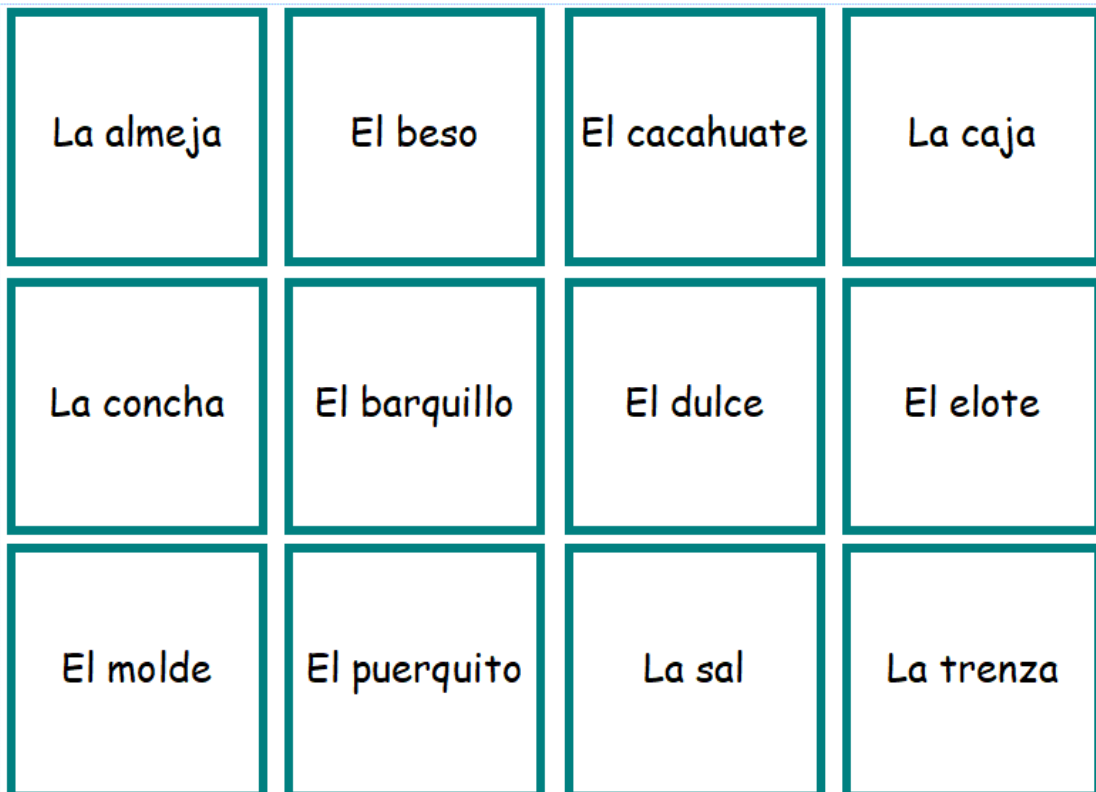 La almeja
El beso
El cacahuate
La caja
La concha
El barquillo
El dulce
El elote
El molde
El puerquito
La sal
La trenza